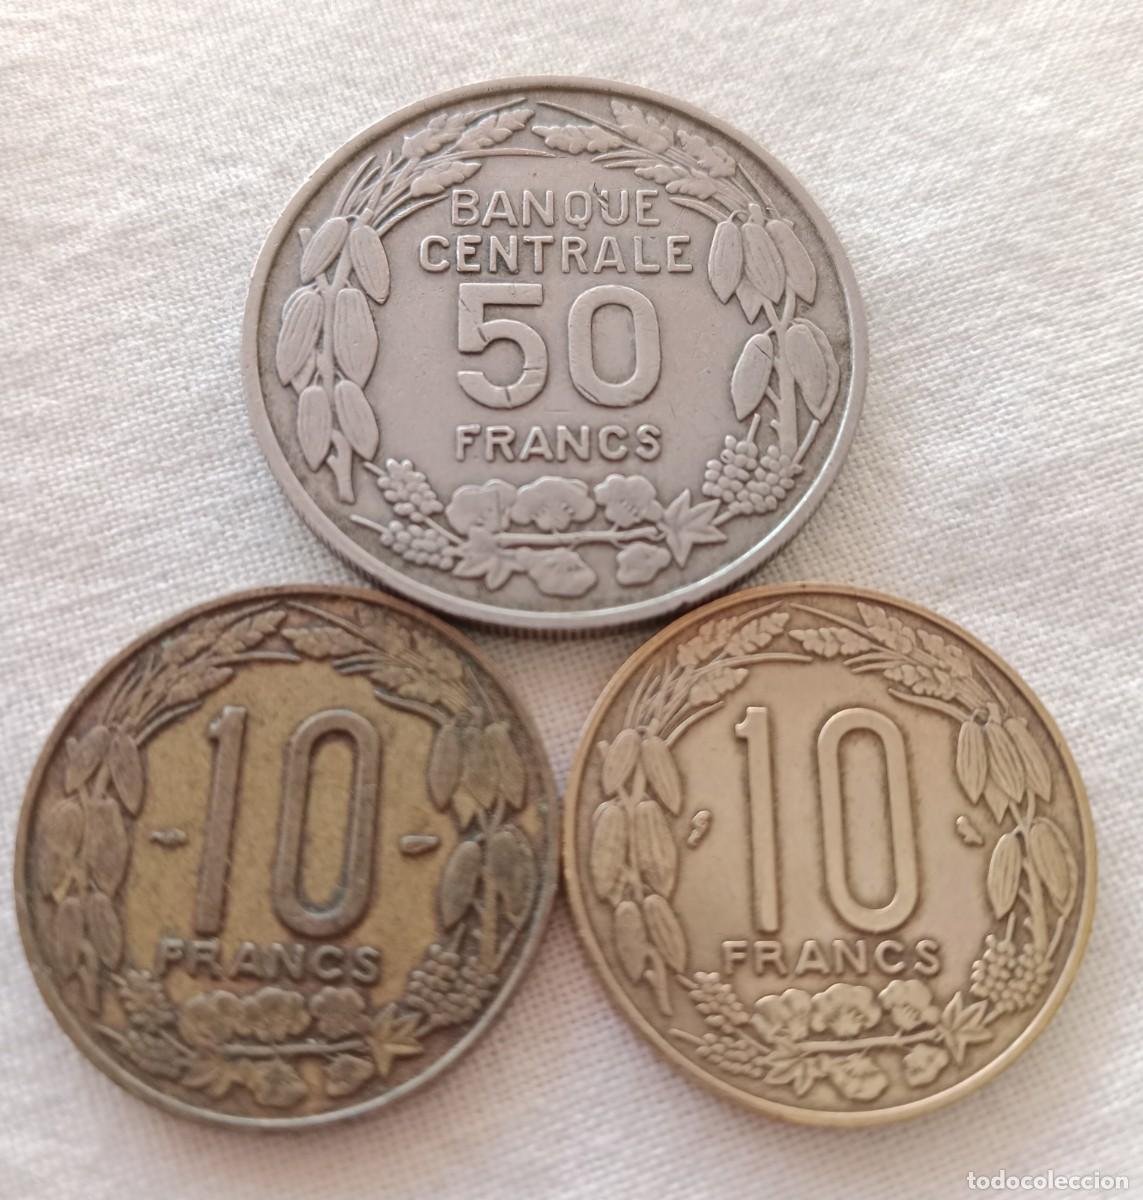 BANQUE
CENTRALE
50
FRANCS
10
FRANCS
10
FRANCS
todocoleccion